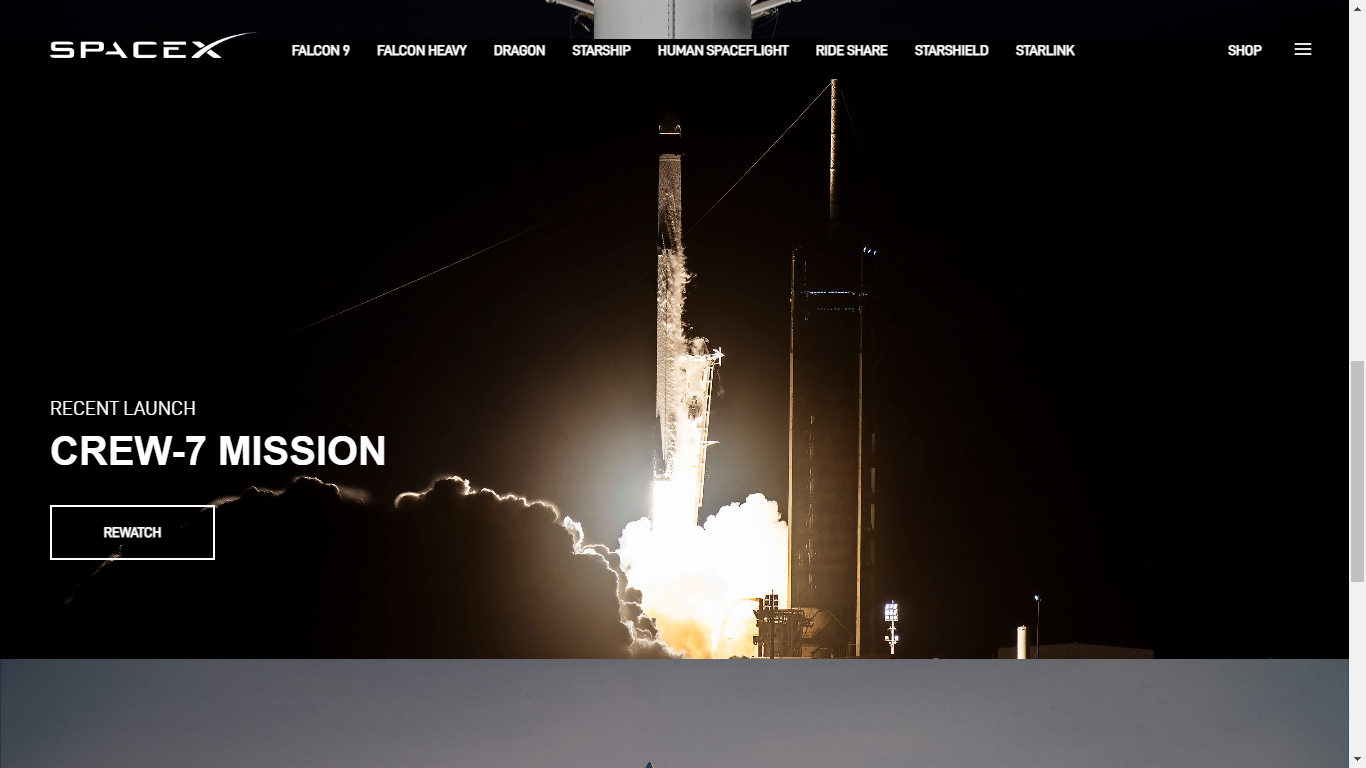 SPACEX FALCON 9 FALCON HEAVY DRAGON STARSHIP HUMAN SPACEFLIGHT RIDE SHARE STARSHIELD STARLINK SHOP
RECENT LAUNCH
CREW-7 MISSION
REWATCH